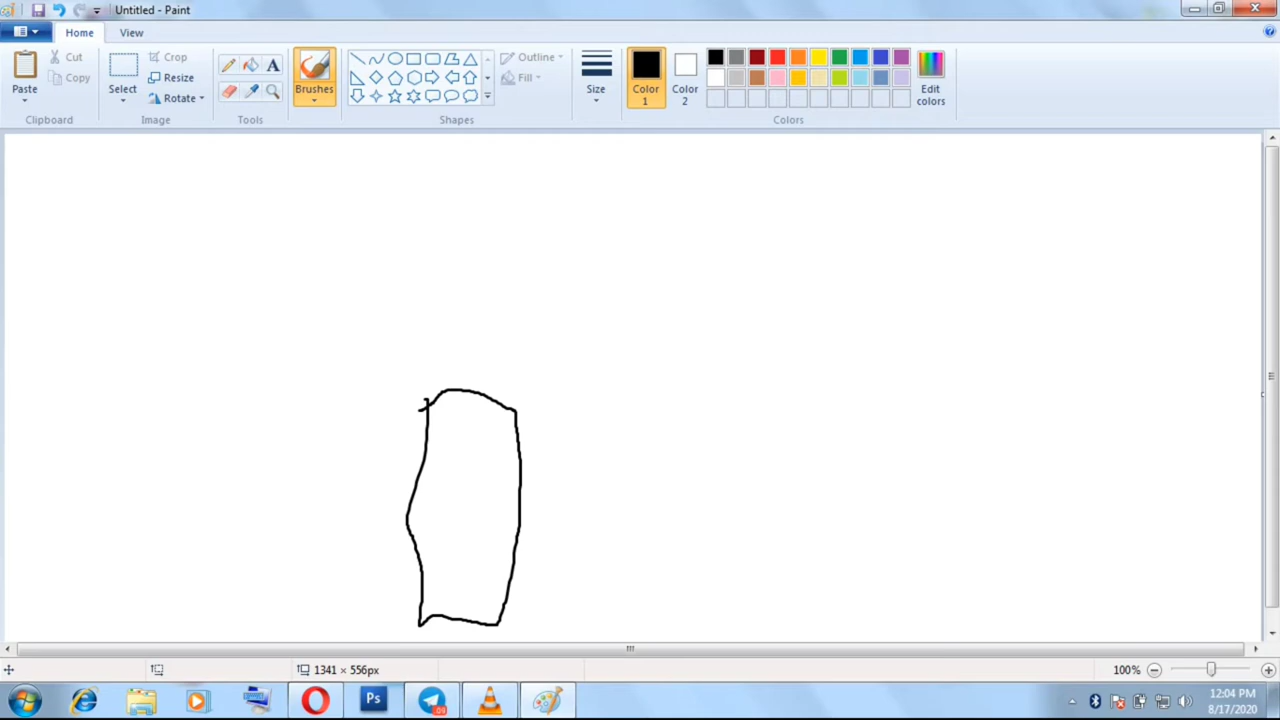 Untitled - Paint
Home
View
Paste
Cut
Copy
Clipboard
Select
Crop
Resize
Rotate
Image
A
Tools
Brushes
Outline
Fill
Shapes
Size
Color 1
Color 2
Edit colors
Colors
1341 × 556px
100%
Ps
12:04 PM
8/17/2020